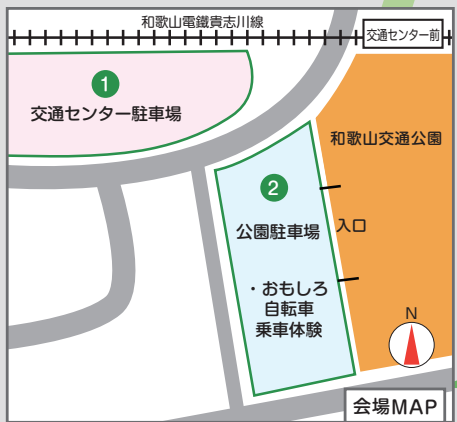 和歌山電鐵貴志川線
交通センター前
1
交通センター駐車場
和歌山交通公園
2
公園駐車場
入口
・おもしろ
自転車
乗車体験
N
会場MAP